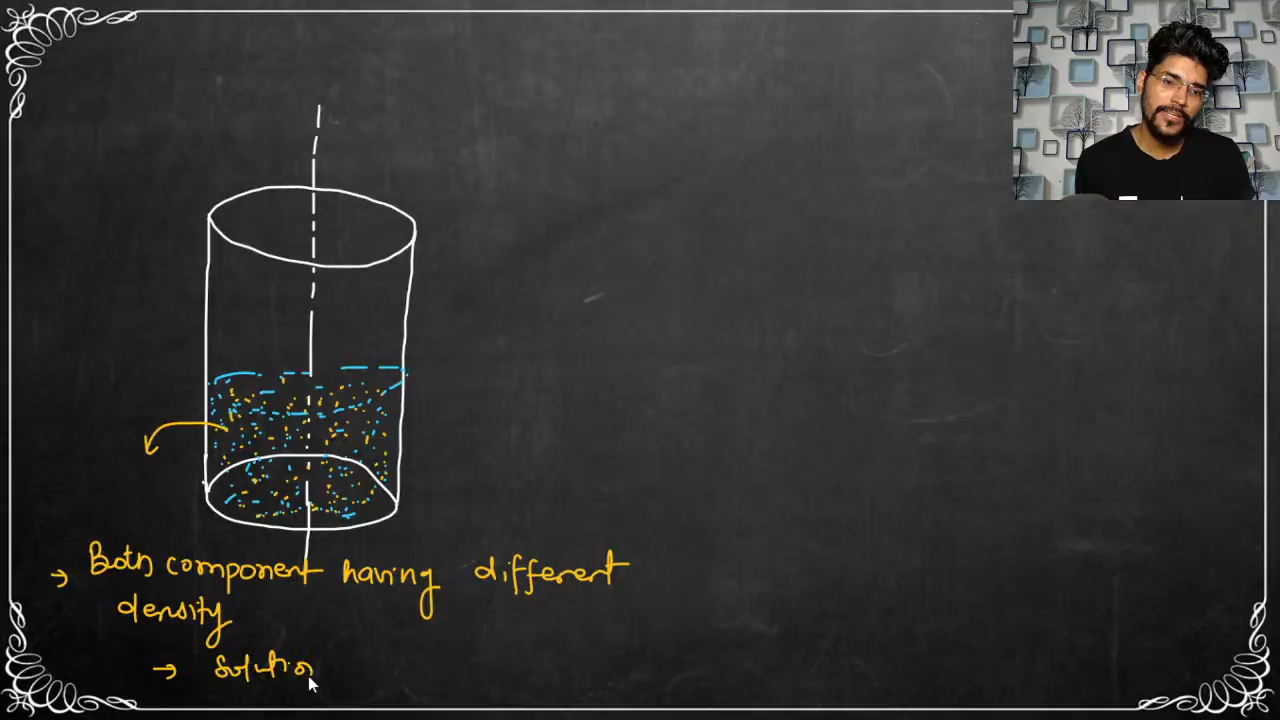 → Both component having different
density
→ Solution